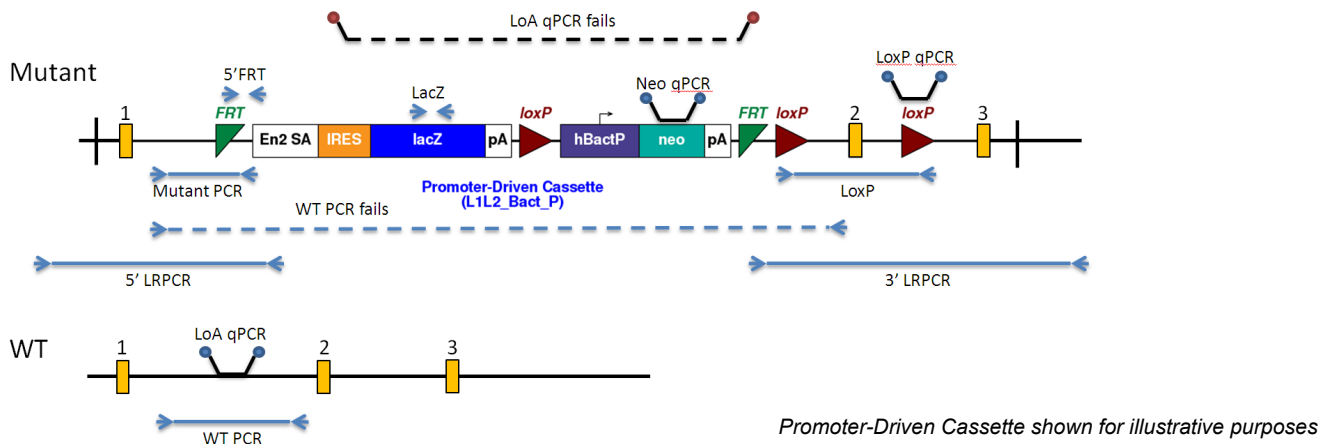 LoA qPCR fails
Mutant
5'FRT
LacZ
Neo qPCR
LoxP qPCR
1
FRT
loxP
FRT
loxP
2
loxP
3
En2 SA
IRES
lacZ
pA
hBactP
neo
pA
Mutant PCR
Promoter-Driven Cassette
(L1L2_Bact_P)
LoxP
WT PCR fails
5' LRPCR
3' LRPCR
WT
LoA qPCR
1
2
3
WT PCR
Promoter-Driven Cassette shown for illustrative purposes